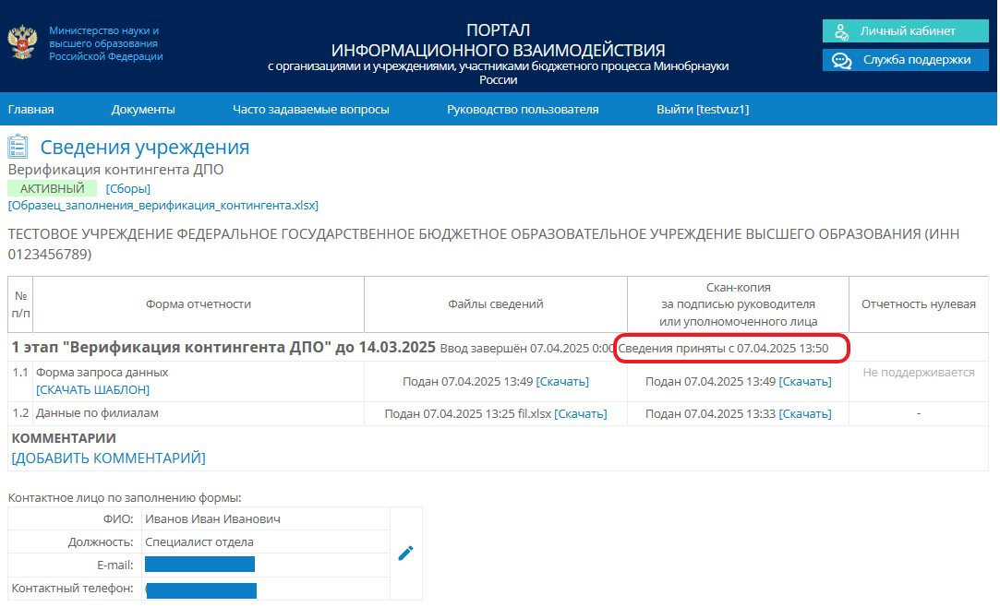 Министерство науки и
высшего образования
Российской Федерации
ПОРТАЛ
ИНФОРМАЦИОННОГО ВЗАИМОДЕЙСТВИЯ
с организациями и учреждениями, участниками бюджетного процесса Минобрнауки
России
Личный кабинет
Служба поддержки
Главная Документы Часто задаваемые вопросы Руководство пользователя Выйти [testvuz1]
Сведения учреждения
Верификация контингента ДПО
АКТИВНЫЙ [Сборы]
[Образец_заполнения_верификация_контингента.xlsx]
ТЕСТОВОЕ УЧРЕЖДЕНИЕ ФЕДЕРАЛЬНОЕ ГОСУДАРСТВЕННОЕ БЮДЖЕТНОЕ ОБРАЗОВАТЕЛЬНОЕ УЧРЕЖДЕНИЕ ВЫСШЕГО ОБРАЗОВАНИЯ (ИНН
0123456789)
№
п/п
Форма отчетности
Файлы сведений
Скан-копия
за подписью руководителя
или уполномоченного лица
Отчетность нулевая
1 этап "Верификация контингента ДПО" до 14.03.2025 Ввод завершён 07.04.2025 0:00 Сведения приняты с 07.04.2025 13:50
1.1 Форма запроса данных
[СКАЧАТЬ ШАБЛОН]
Подан 07.04.2025 13:49 [Скачать]
Подан 07.04.2025 13:49 [Скачать]
Не поддерживается
1.2 Данные по филиалам Подан 07.04.2025 13:25 fil.xlsx [Скачать] Подан 07.04.2025 13:33 [Скачать] -
КОММЕНТАРИИ
[ДОБАВИТЬ КОММЕНТАРИЙ]
Контактное лицо по заполнению формы:
ФИО: Иванов Иван Иванович
Должность: Специалист отдела
E-mail:
Контактный телефон: (